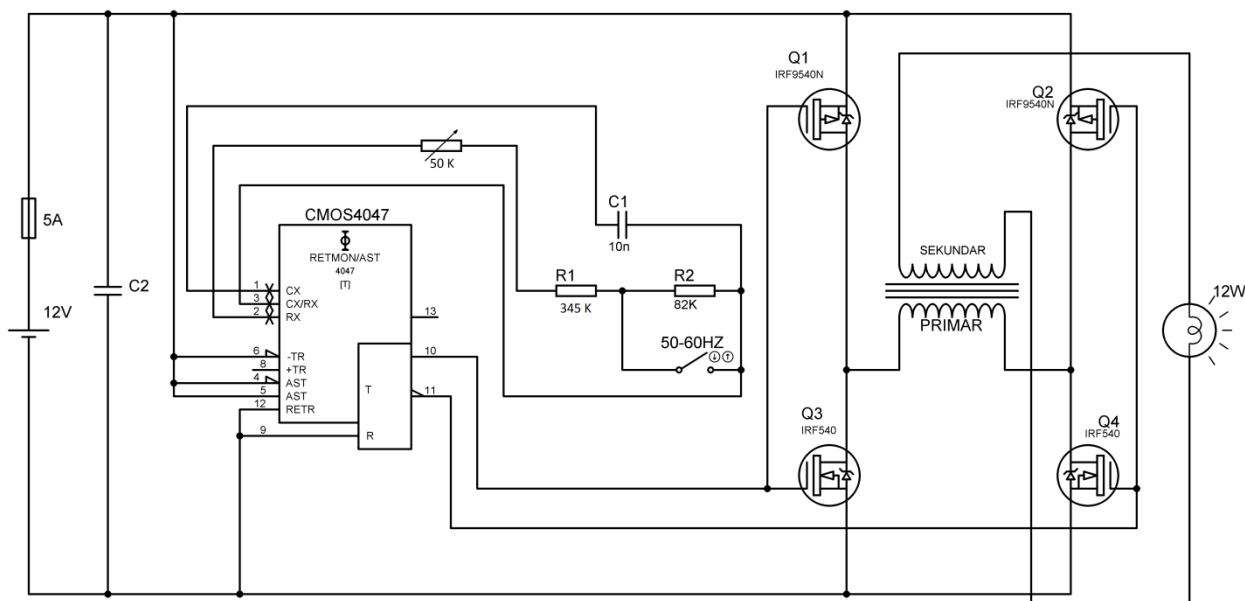 Q1
IRF9540N
Q2
IRF9540N
50 K
C1
10n
5A
CMOS4047
RETMON/AST
4047
[T]
SEKUNDAR
PRIMAR
R1
345 K
R2
82K
C2
1 CX
3 CX/RX
2 RX
13
12V
12W
50-60HZ
6 -TR
8 +TR
4 AST
5 AST
12 RETR
9 R
T
10
11
Q3
IRF540
Q4
IRF540